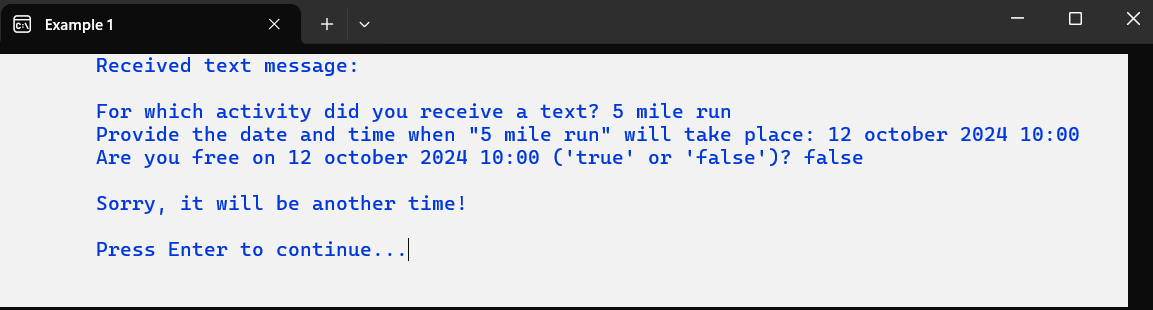 Example 1
Received text message:
For which activity did you receive a text? 5 mile run
Provide the date and time when "5 mile run" will take place: 12 october 2024 10:00
Are you free on 12 october 2024 10:00 ('true' or 'false')? false
Sorry, it will be another time!
Press Enter to continue...